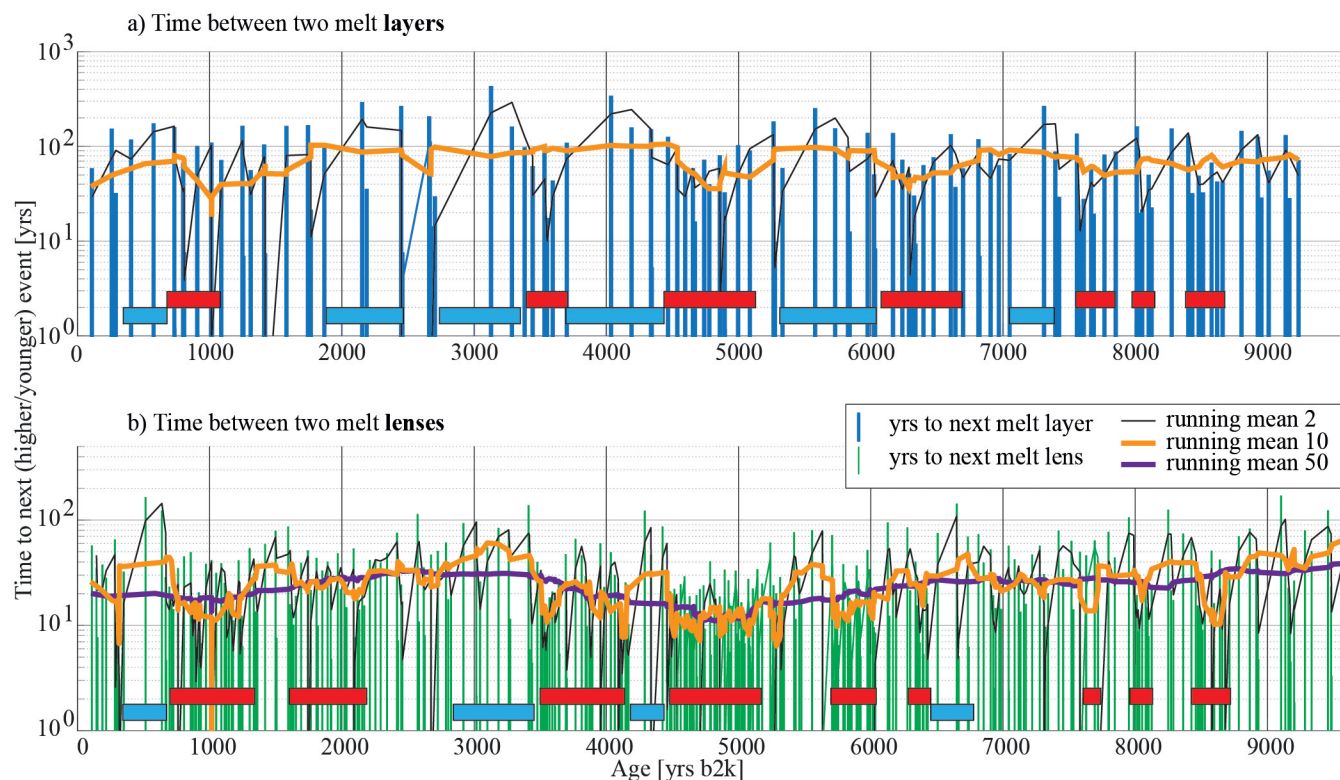 a) Time between two melt layers
10³
10²
10¹
10⁰
0 1000 2000 3000 4000 5000 6000 7000 8000 9000
Time to next (higher/younger) event [yrs]
b) Time between two melt lenses
yrs to next melt layer
yrs to next melt lens
running mean 2
running mean 10
running mean 50
10²
10¹
10⁰
0 1000 2000 3000 4000 5000 6000 7000 8000 9000
Age [yrs b2k]